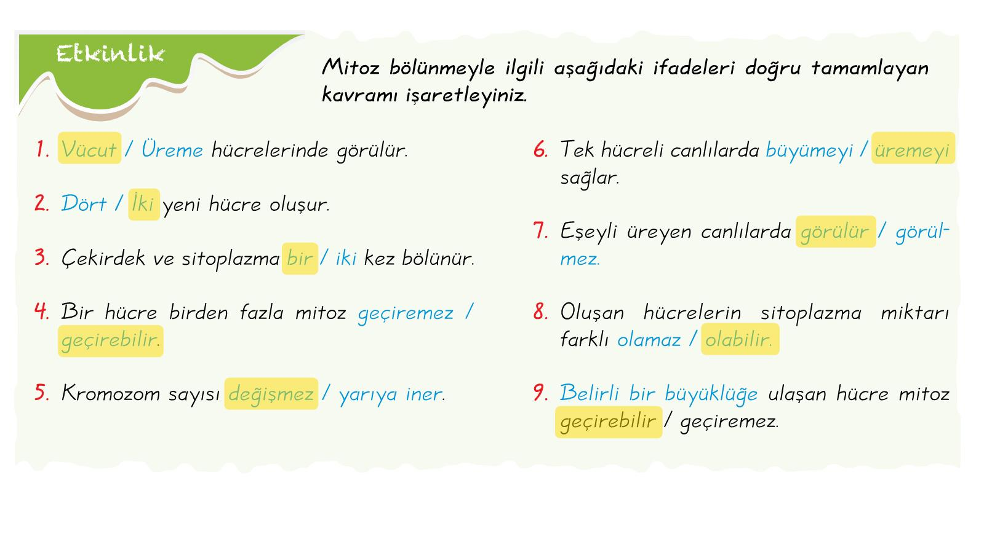 Etkinlik
Mitoz bölünmeyle ilgili aşağıdaki ifadeleri doğru tamamlayan
kavramı işaretleyiniz.
1. Vücut / Üreme hücrelerinde görülür.
2. Dört / İki yeni hücre oluşur.
3. Çekirdek ve sitoplazma bir / iki kez bölünür.
4. Bir hücre birden fazla mitoz geçiremez /
geçirebilir.
5. Kromozom sayısı değişmez / yarıya iner.
6. Tek hücreli canlılarda büyümeyi / üremeyi
sağlar.
7. Eşeyli üreyen canlılarda görülür / görül-
mez.
8. Oluşan hücrelerin sitoplazma miktarı
farklı olamaz / olabilir.
9. Belirli bir büyüklüğe ulaşan hücre mitoz
geçirebilir / geçiremez.